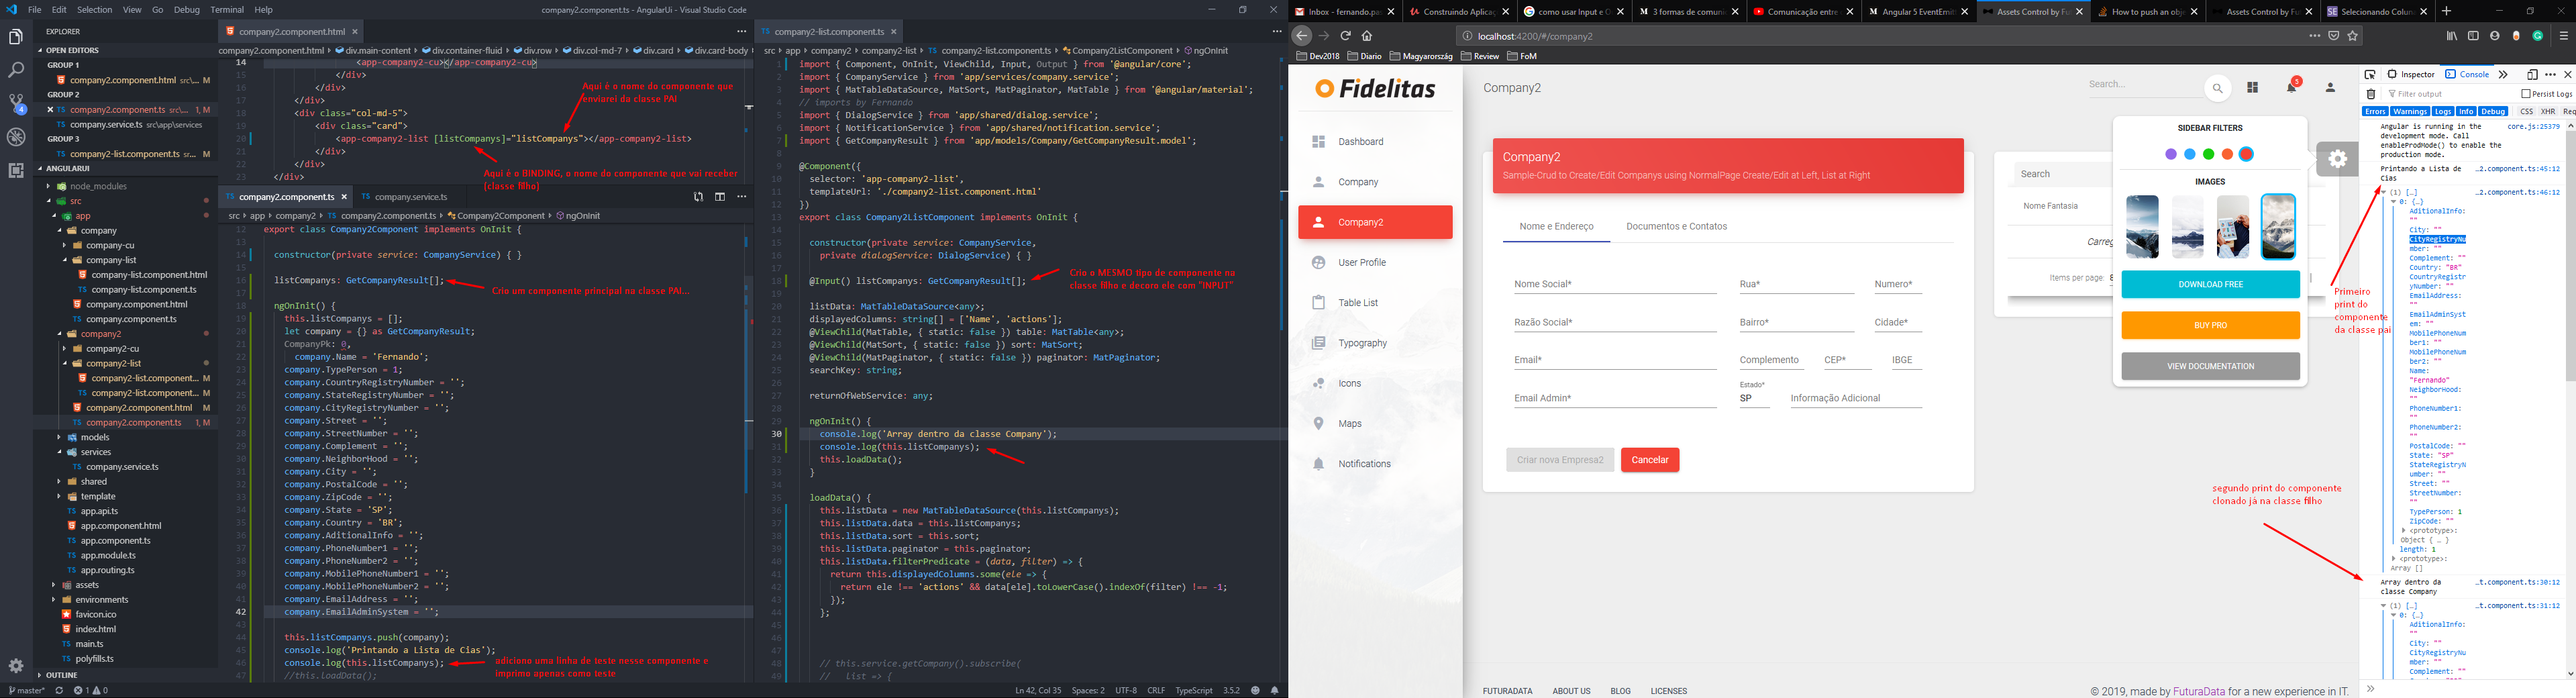 File Edit Selection View Go Debug Terminal Help
company2.component.ts - AngularUi - Visual Studio Code
EXPLORER
OPEN EDITORS
GROUP 1
company2.component.html src\... M
GROUP 2
company2.component.ts src\... 1, M
company.service.ts src\app\services
GROUP 3
company2-list.component.ts sr... M
ANGULARUI
node_modules
src
app
company
company-cu
company-list
company-list.component.html
company-list.component.ts
company.component.html
company.component.ts
company2
company2-cu
company2-list
company2-list.component... M
company2-list.component... M
company2.component.html M
company2.component.ts 1, M
models
services
company.service.ts
shared
template
app.api.ts
app.component.html
app.component.ts
app.module.ts
app.routing.ts
assets
environments
favicon.ico
index.html
main.ts
polyfills.ts
OUTLINE
master*
1 0
company2.component.html
company2.component.html > div.main-content > div.container-fluid > div.row > div.col-md-7 > div.card > div.card-body
14 <app-company2-cu></app-company2-cu>
15 </div>
16 </div>
17 </div>
18 <div class="col-md-5">
19 <div class="card">
20 <app-company2-list [listCompanys]="listCompanys"></app-company2-list>
21 </div>
22 </div>
23 </div>
Aqui è o nome do componente que
enviarei da classe PAI
Aqui è o BINDING, o nome do componente que vai receber
(classe filho)
company2.component.ts
company.service.ts
src > app > company2 > company2.component.ts > Company2Component > ngOnInit
12 export class Company2Component implements OnInit {
13
14 constructor(private service: CompanyService) { }
15
16 listCompanys: GetCompanyResult[];
17
18 ngOnInit() {
19 this.listCompanys = [];
20 let company = {} as GetCompanyResult;
21 CompanyPk: 0,
22 company.Name = 'Fernando';
23 company.TypePerson = 1;
24 company.CountryRegistryNumber = '';
25 company.StateRegistryNumber = '';
26 company.CityRegistryNumber = '';
27 company.Street = '';
28 company.StreetNumber = '';
29 company.Complement = '';
30 company.NeighborHood = '';
31 company.City = '';
32 company.PostalCode = '';
33 company.ZipCode = '';
34 company.State = 'SP';
35 company.Country = 'BR';
36 company.AditionalInfo = '';
37 company.PhoneNumber1 = '';
38 company.PhoneNumber2 = '';
39 company.MobilePhoneNumber1 = '';
40 company.MobilePhoneNumber2 = '';
41 company.EmailAddress = '';
42 company.EmailAdminSystem = '';
43
44 this.listCompanys.push(company);
45 console.log('Printando a Lista de Cias');
46 console.log(this.listCompanys);
47 //this.loadData();
Crio um componente principal na classe PAI...
adiciono uma linha de teste nesse componente e
imprimo apenas como teste
company2-list.component.ts
src > app > company2 > company2-list > company2-list.component.ts > Company2ListComponent > ngOnInit
1 import { Component, OnInit, ViewChild, Input, Output } from '@angular/core';
2 import { CompanyService } from 'app/services/company.service';
3 import { MatTableDataSource, MatSort, MatPaginator, MatTable } from '@angular/material';
4 // imports by Fernando
5 import { DialogService } from 'app/shared/dialog.service';
6 import { NotificationService } from 'app/shared/notification.service';
7 import { GetCompanyResult } from 'app/models/Company/GetCompanyResult.model';
8
9 @Component({
10 selector: 'app-company2-list',
11 templateUrl: './company2-list.component.html'
12 })
13 export class Company2ListComponent implements OnInit {
14
15 constructor(private service: CompanyService,
16 private dialogService: DialogService) { }
17
18 @Input() listCompanys: GetCompanyResult[];
19
20 listData: MatTableDataSource<any>;
21 displayedColumns: string[] = ['Name', 'actions'];
22 @ViewChild(MatTable, { static: false }) table: MatTable<any>;
23 @ViewChild(MatSort, { static: false }) sort: MatSort;
24 @ViewChild(MatPaginator, { static: false }) paginator: MatPaginator;
25 searchKey: string;
26
27 returnOfWebService: any;
28
29 ngOnInit() {
30 console.log('Array dentro da classe Company');
31 console.log(this.listCompanys);
32 this.loadData();
33 }
34
35 loadData() {
36 this.listData = new MatTableDataSource(this.listCompanys);
37 this.listData.data = this.listCompanys;
38 this.listData.sort = this.sort;
39 this.listData.paginator = this.paginator;
40 this.listData.filterPredicate = (data, filter) => {
41 return this.displayedColumns.some(ele => {
42 return ele !== 'actions' && data[ele].toLowerCase().indexOf(filter) !== -1;
43 });
44 };
45
46
47
48 // this.service.getCompany().subscribe(
49 // list => {
Crio o MESMO tipo de componente na
classe filho e decoro ele com "INPUT"
Ln 42, Col 35 Spaces: 2 UTF-8 CRLF TypeScript 3.5.2
Inbox - fernando.pas
Construindo Aplicaç
como usar Input e O
3 formas de comunic
Comunicação entre
Angular 5 EventEmitt
Assets Control by Fut
How to push an obje
Assets Control by Fut
Selecionando Colun
localhost:4200/#/company2
Dev2018 Diario Magyarország Review FoM
Fidelitas
Dashboard
Company
Company2
User Profile
Table List
Typography
Icons
Maps
Notifications
Company2
Search...
5
Company2
Sample-Crud to Create/Edit Companys using NormalPage Create/Edit at Left, List at Right
Nome e Endereço
Documentos e Contatos
Nome Social* Rua* Numero*
Razão Social* Bairro* Cidade*
Email* Complemento CEP* IBGE
Estado*
Email Admin* SP Informação Adicional
Criar nova Empresa2
Cancelar
Search
Nome Fantasia
Carreg
Items per page: 8
SIDEBAR FILTERS
IMAGES
DOWNLOAD FREE
BUY PRO
VIEW DOCUMENTATION
Primeiro
print do
componente
da classe pai
segundo print do componente
clonado já na classe filho
FUTURADATA ABOUT US BLOG LICENSES
© 2019, made by FuturaData for a new experience in IT.
Inspector Console
Filter output
Persist Logs
Errors Warnings Logs Info Debug CSS XHR Req
Angular is running in the core.js:25379
development mode. Call
enableProdMode() to enable the
production mode.
Printando a Lista de …2.component.ts:45:12
Cias
(1) […] …2.component.ts:46:12
0: {…}
AditionalInfo:
""
City: ""
CityRegistryNu
mber: ""
Complement: ""
Country: "BR"
CountryRegistr
yNumber: ""
EmailAddress:
""
EmailAdminSyst
em: ""
MobilePhoneNum
ber1: ""
MobilePhoneNum
ber2: ""
Name:
"Fernando"
NeighborHood:
""
PhoneNumber1:
""
PhoneNumber2:
""
PostalCode: ""
State: "SP"
StateRegistryN
umber: ""
Street: ""
StreetNumber:
""
TypePerson: 1
ZipCode: ""
<prototype>:
Object { … }
length: 1
<prototype>:
Array []
Array dentro da …t.component.ts:30:12
classe Company
(1) […] …t.component.ts:31:12
0: {…}
AditionalInfo:
""
City: ""
CityRegistryNu
mber: ""
Complement: ""